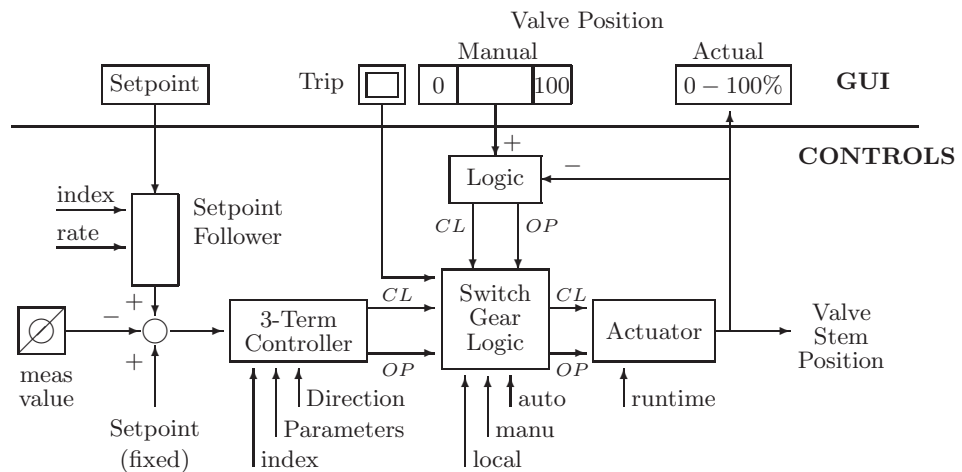 Valve Position
Manual
Actual
Setpoint
Trip
0
100
0 – 100%
GUI
CONTROLS
+
−
Logic
index
rate
Setpoint
Follower
CL
OP
+
−
+
meas
value
Setpoint
(fixed)
3-Term
Controller
CL
OP
Direction
Parameters
index
Switch
Gear
Logic
CL
OP
auto
manu
local
Actuator
runtime
Valve
Stem
Position